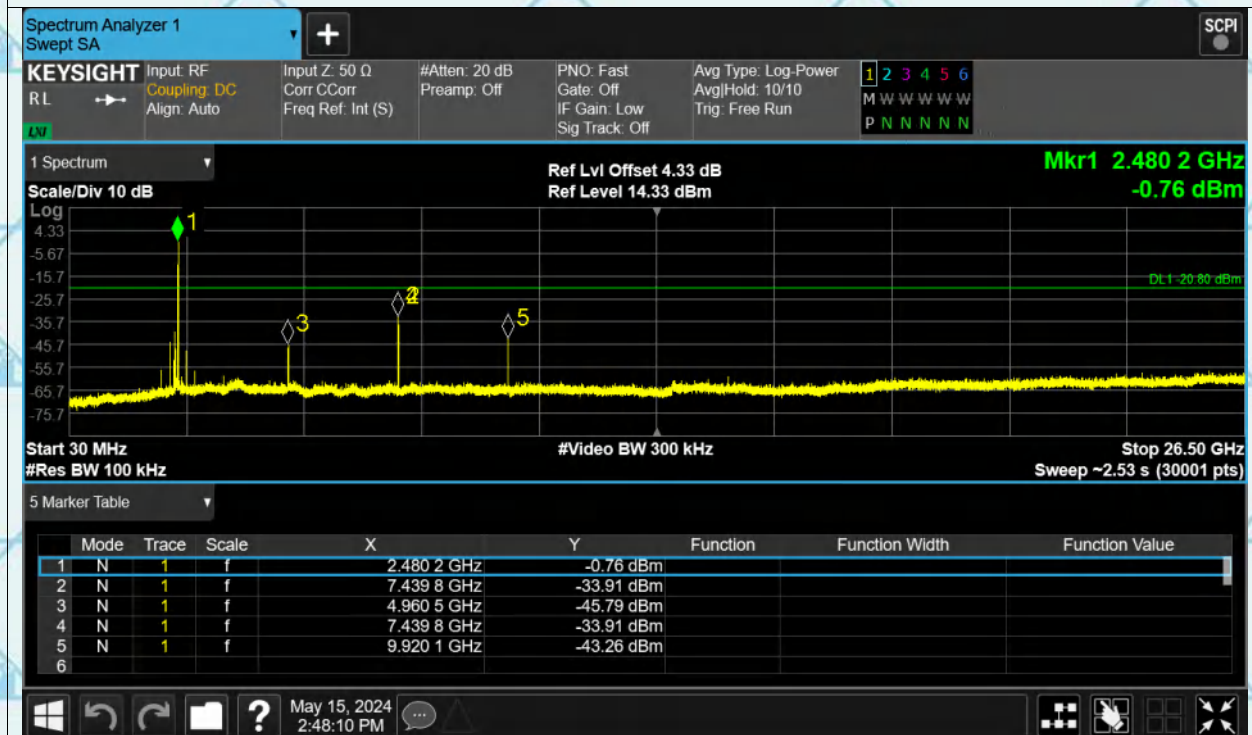 Spectrum Analyzer 1
Swept SA
+
SCPI
KEYSIGHT
RL
LXI
Input: RF
Coupling: DC
Align: Auto
Input Z: 50 Ω
Corr CCorr
Freq Ref: Int (S)
#Atten: 20 dB
Preamp: Off
PNO: Fast
Gate: Off
IF Gain: Low
Sig Track: Off
Avg Type: Log-Power
Avg|Hold: 10/10
Trig: Free Run
1 2 3 4 5 6
M W W W W W
P N N N N N
1 Spectrum
Scale/Div 10 dB
Ref Lvl Offset 4.33 dB
Ref Level 14.33 dBm
Mkr1 2.480 2 GHz
-0.76 dBm
Log
4.33
-5.67
-15.7
-25.7
-35.7
-45.7
-55.7
-65.7
-75.7
1
3
5
DL1 -20.80 dBm
Start 30 MHz
#Video BW 300 kHz
Stop 26.50 GHz
#Res BW 100 kHz
Sweep ~2.53 s (30001 pts)
5 Marker Table
Mode Trace Scale X Y Function Function Width Function Value
1 N 1 f 2.480 2 GHz -0.76 dBm
2 N 1 f 7.439 8 GHz -33.91 dBm
3 N 1 f 4.960 5 GHz -45.79 dBm
4 N 1 f 7.439 8 GHz -33.91 dBm
5 N 1 f 9.920 1 GHz -43.26 dBm
6
?
May 15, 2024
2:48:10 PM